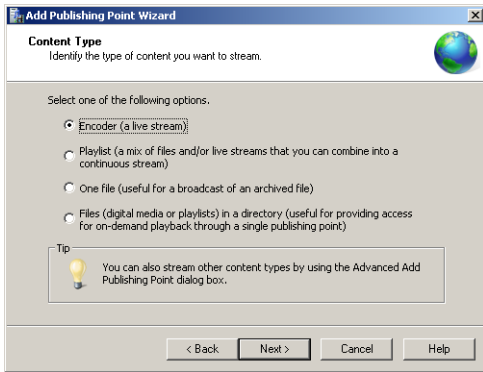 Add Publishing Point Wizard
Content Type
Identify the type of content you want to stream.
Select one of the following options.
Encoder (a live stream)
Playlist (a mix of files and/or live streams that you can combine into a
continuous stream)
One file (useful for a broadcast of an archived file)
Files (digital media or playlists) in a directory (useful for providing access
for on-demand playback through a single publishing point)
Tip
You can also stream other content types by using the Advanced Add
Publishing Point dialog box.
< Back
Next >
Cancel
Help